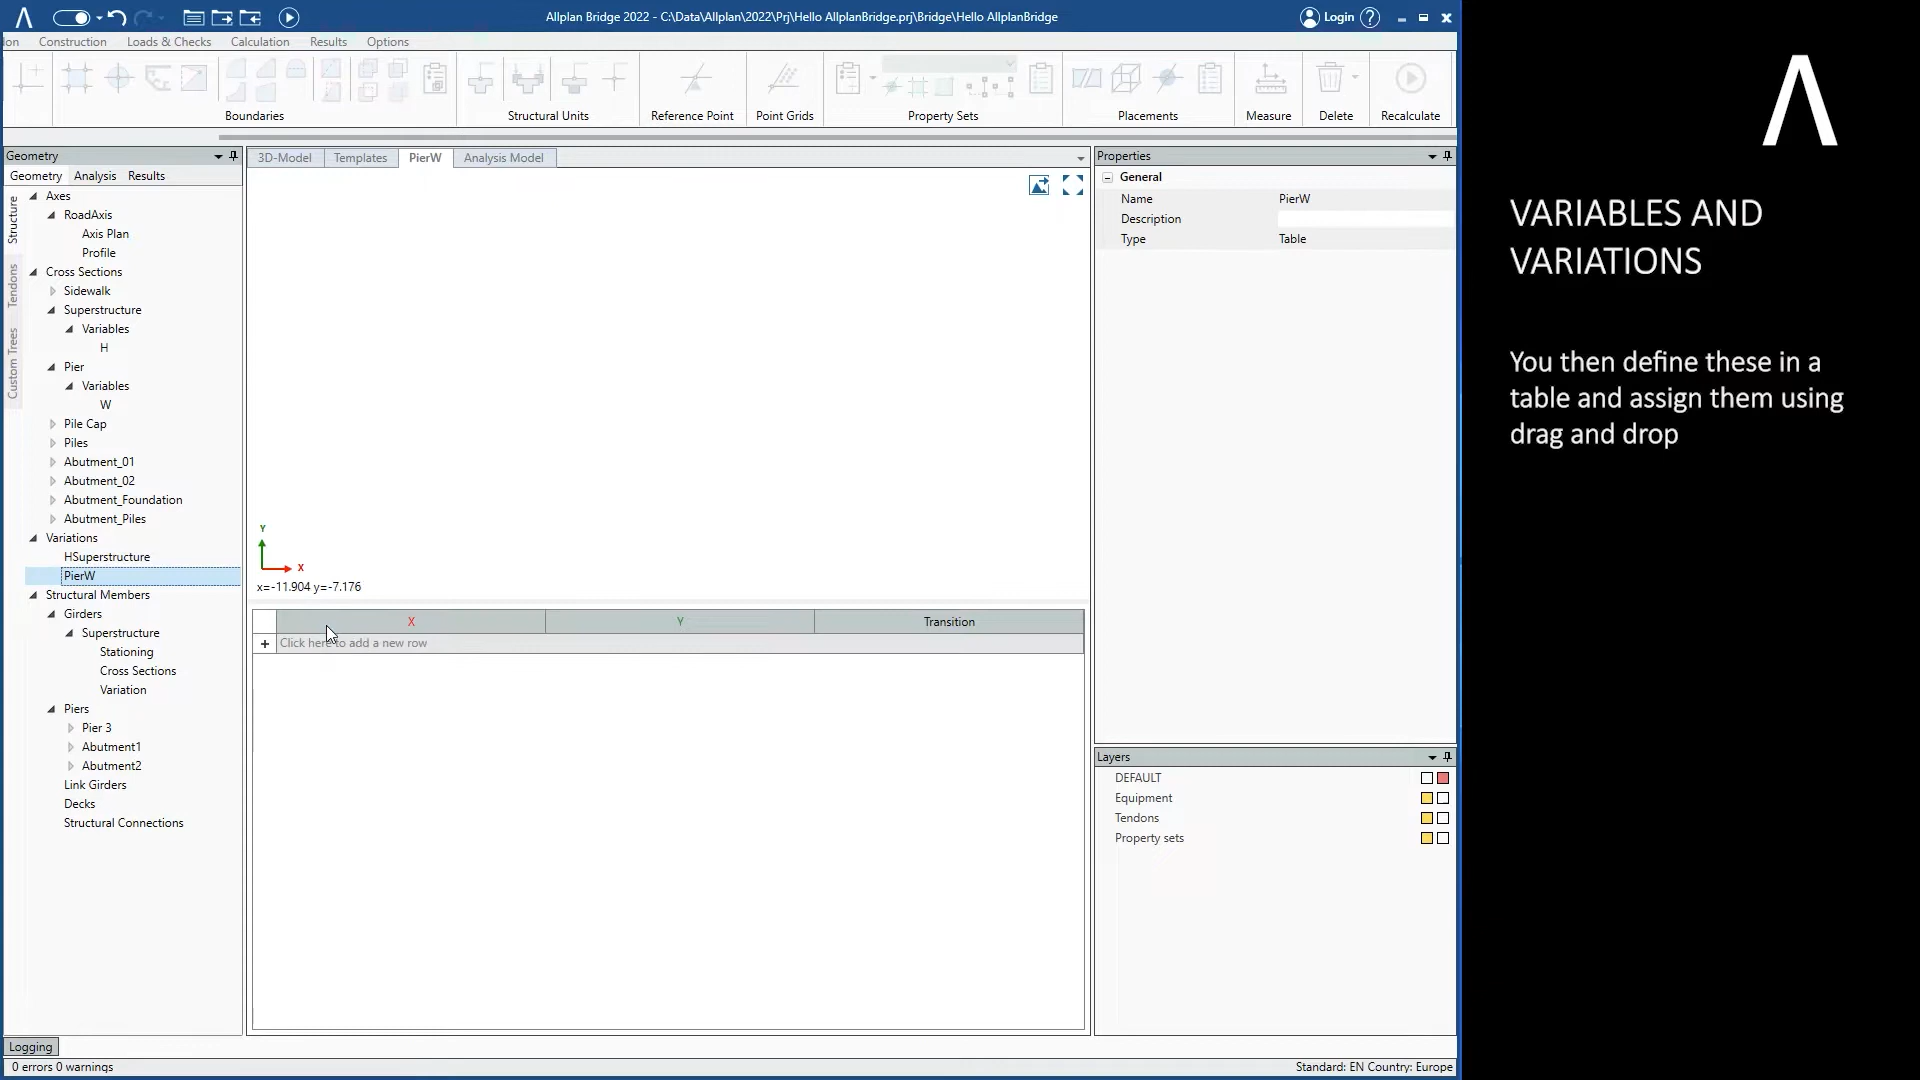 Allplan Bridge 2022 - C:\Data\Allplan\2022\Prj\Hello AllplanBridge.prj\Bridge\Hello AllplanBridge
Login
ion Construction Loads & Checks Calculation Results Options
Boundaries Structural Units Reference Point Point Grids Property Sets Placements Measure Delete Recalculate
Geometry
Geometry Analysis Results
Structure
Tendons
Custom Trees
Axes
RoadAxis
Axis Plan
Profile
Cross Sections
Sidewalk
Superstructure
Variables
H
Pier
Variables
W
Pile Cap
Piles
Abutment_01
Abutment_02
Abutment_Foundation
Abutment_Piles
Variations
HSuperstructure
PierW
Structural Members
Girders
Superstructure
Stationing
Cross Sections
Variation
Piers
Pier 3
Abutment1
Abutment2
Link Girders
Decks
Structural Connections
3D-Model Templates PierW Analysis Model
Y
X
x=-11.904 y=-7.176
X Y Transition
+ Click here to add a new row
Properties
General
Name PierW
Description
Type Table
Layers
DEFAULT
Equipment
Tendons
Property sets
Logging
0 errors 0 warnings
Standard: EN Country: Europe
VARIABLES AND
VARIATIONS
You then define these in a
table and assign them using
drag and drop